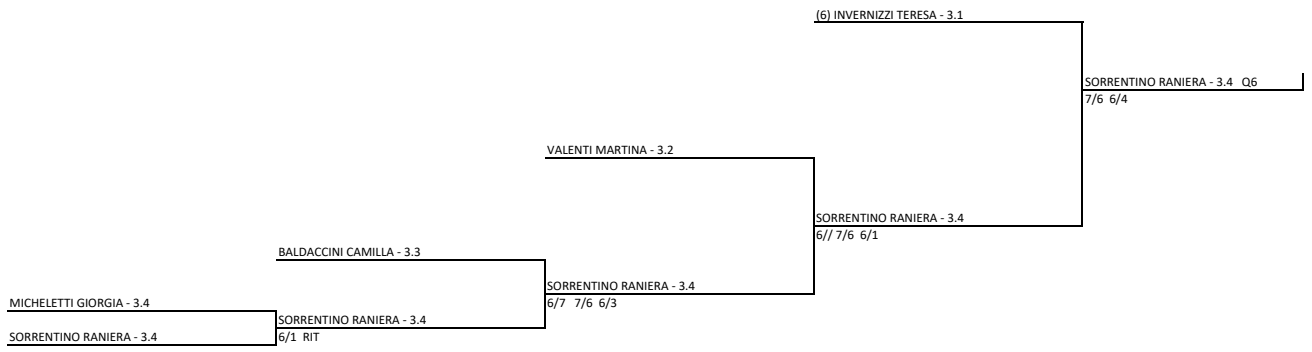 (6) INVERNIZZI TERESA - 3.1
SORRENTINO RANIERA - 3.4 Q6
7/6 6/4
VALENTI MARTINA - 3.2
SORRENTINO RANIERA - 3.4
6// 7/6 6/1
BALDACCINI CAMILLA - 3.3
SORRENTINO RANIERA - 3.4
6/7 7/6 6/3
MICHELETTI GIORGIA - 3.4
SORRENTINO RANIERA - 3.4
6/1 RIT
SORRENTINO RANIERA - 3.4